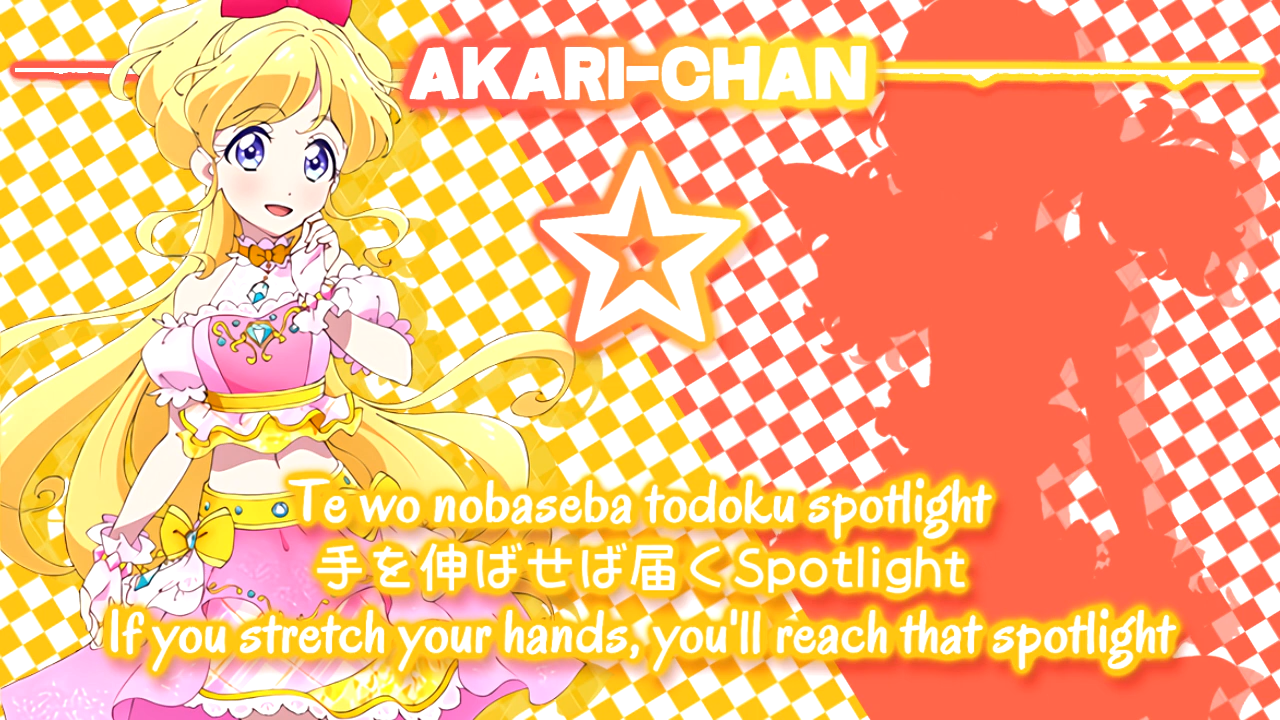 AKARI-CHAN
Te wo nobaseba todoku spotlight
手を伸ばせば届くSpotlight
If you stretch your hands, you'll reach that spotlight